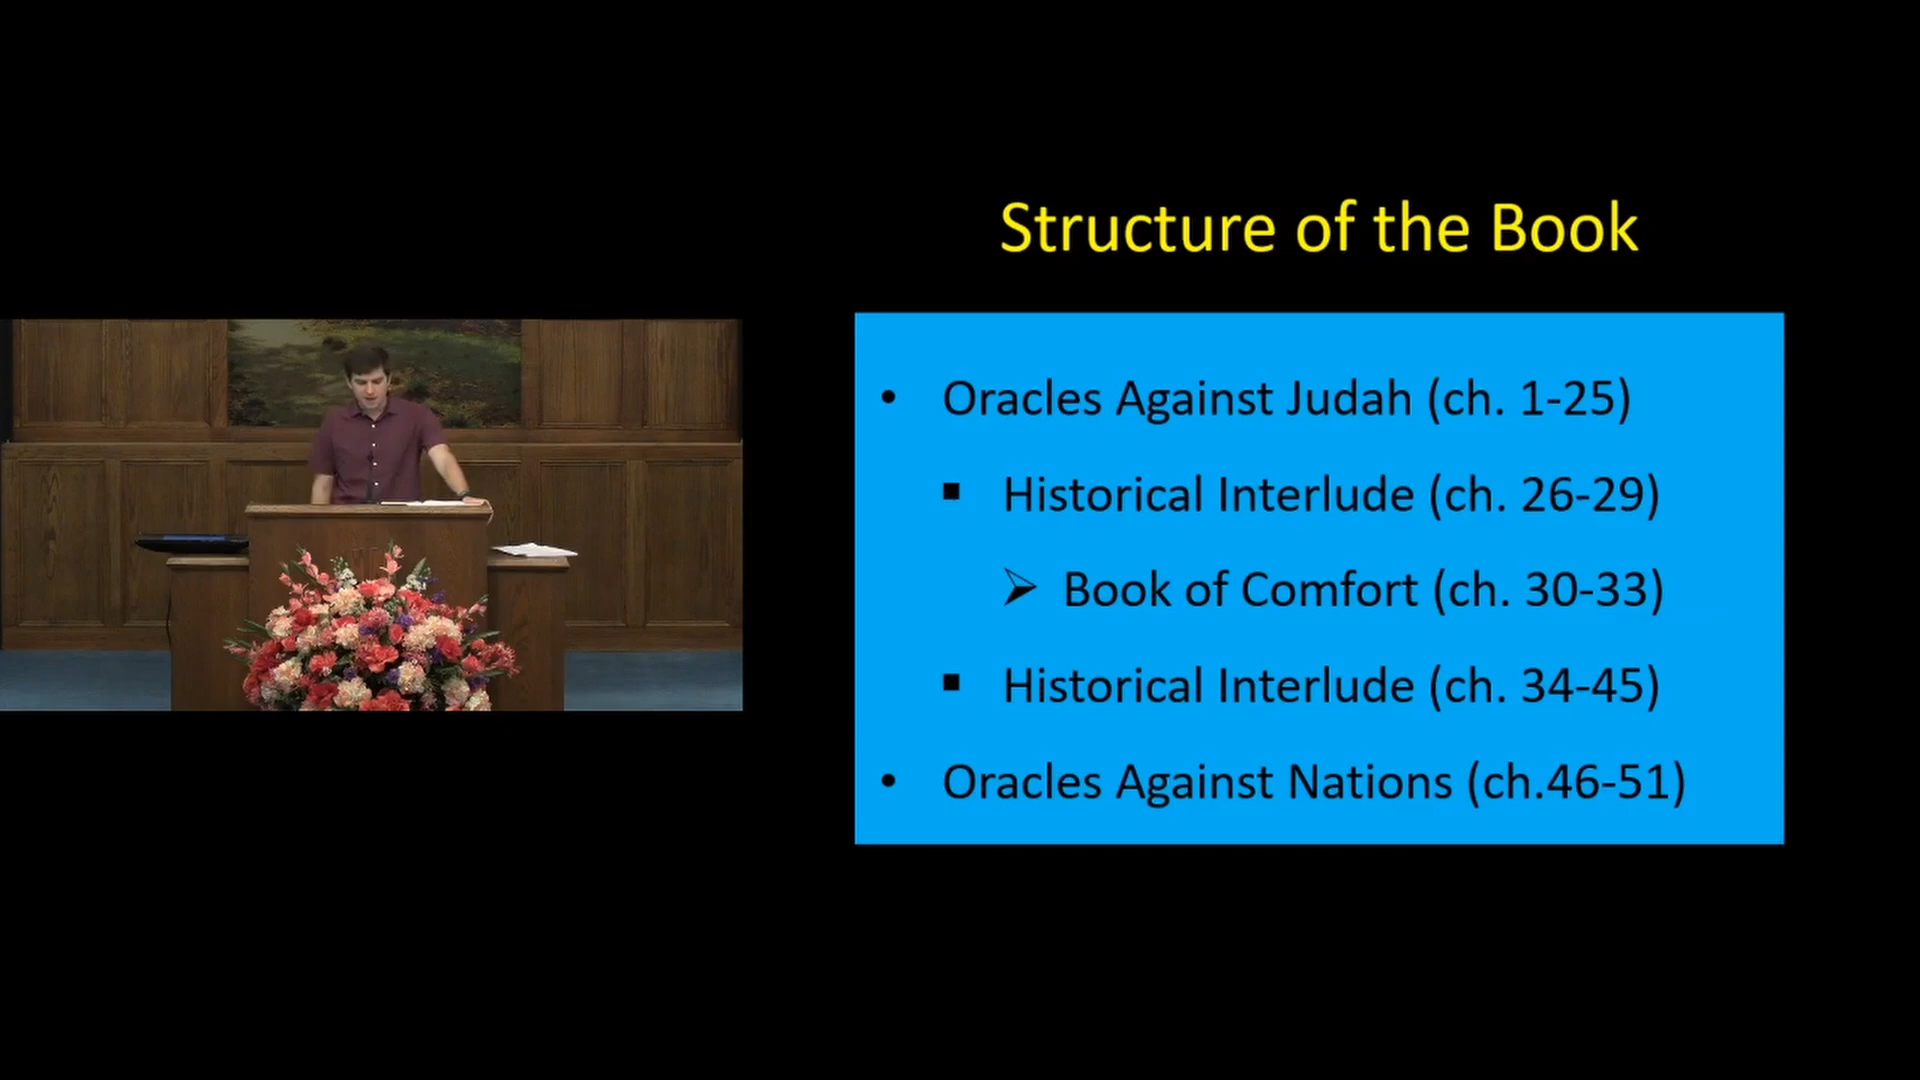 Structure of the Book
• Oracles Against Judah (ch. 1-25)
▪ Historical Interlude (ch. 26-29)
➢ Book of Comfort (ch. 30-33)
▪ Historical Interlude (ch. 34-45)
• Oracles Against Nations (ch.46-51)